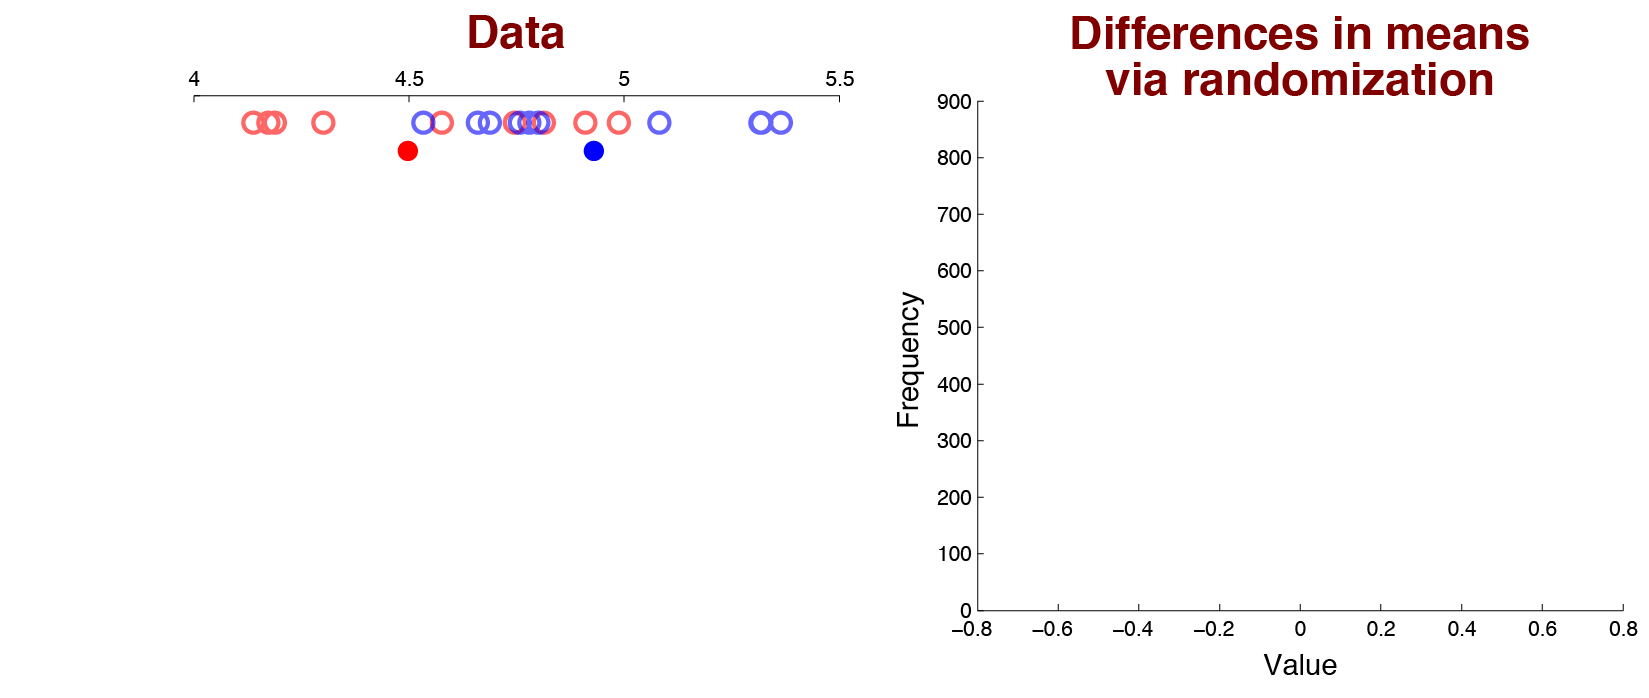 Data
4 4.5 5 5.5
Differences in means
via randomization
900
800
700
600
500
400
300
200
100
0
Frequency
−0.8 −0.6 −0.4 −0.2 0 0.2 0.4 0.6 0.8
Value